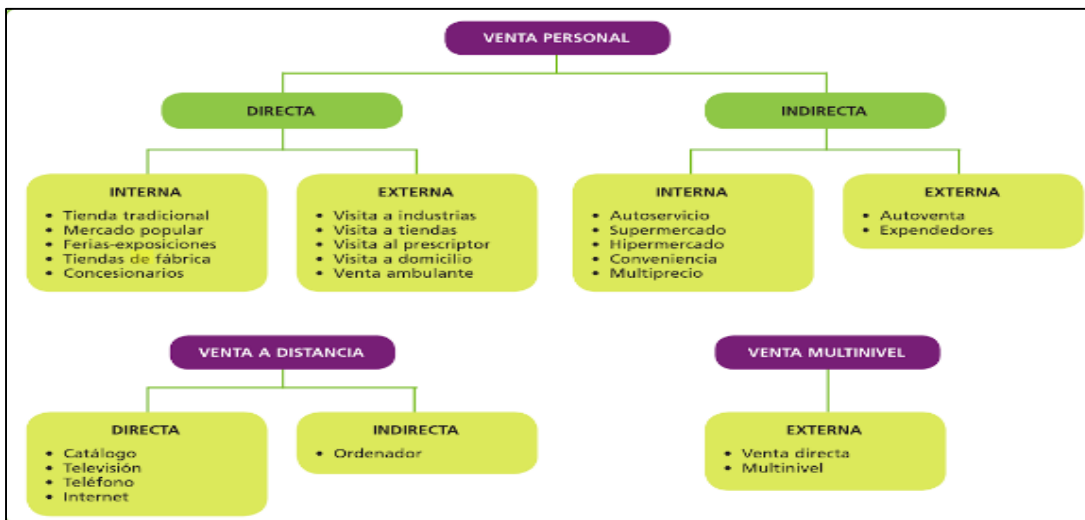 VENTA PERSONAL
DIRECTA
INDIRECTA
INTERNA
• Tienda tradicional
• Mercado popular
• Ferias-exposiciones
• Tiendas de fábrica
• Concesionarios
EXTERNA
• Visita a industrias
• Visita a tiendas
• Visita al prescriptor
• Visita a domicilio
• Venta ambulante
INTERNA
• Autoservicio
• Supermercado
• Hipermercado
• Conveniencia
• Multiprecio
EXTERNA
• Autoventa
• Expendedores
VENTA A DISTANCIA
DIRECTA
• Catálogo
• Televisión
• Teléfono
• Internet
INDIRECTA
• Ordenador
VENTA MULTINIVEL
EXTERNA
• Venta directa
• Multinivel